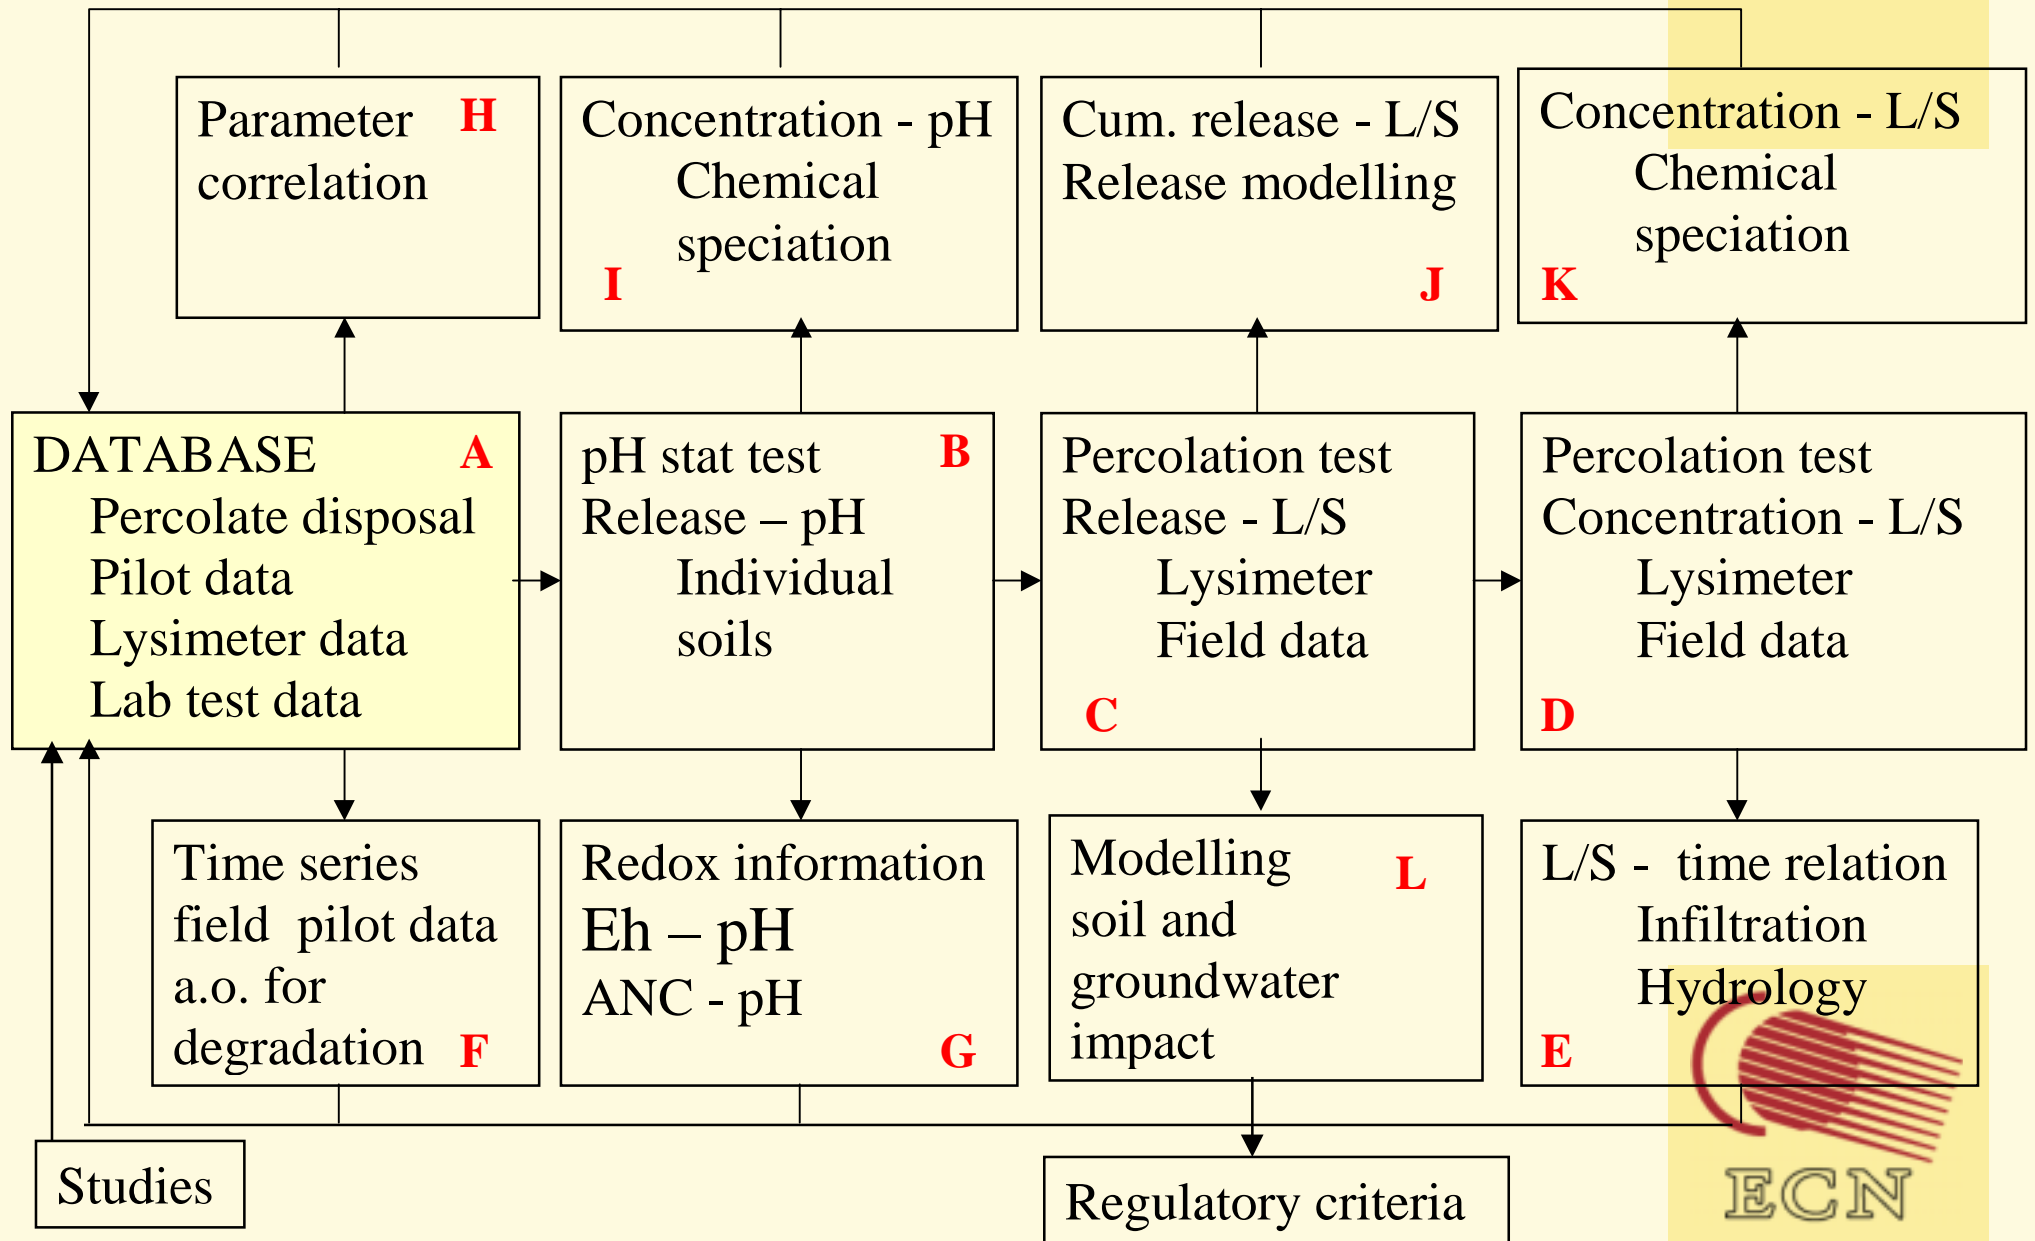 Parameter H
correlation
Concentration - pH
Chemical
speciation
I
Cum. release - L/S
Release modelling
J
Concentration - L/S
Chemical
speciation
K
DATABASE A
Percolate disposal
Pilot data
Lysimeter data
Lab test data
pH stat test B
Release – pH
Individual
soils
Percolation test
Release - L/S
Lysimeter
Field data
C
Percolation test
Concentration - L/S
Lysimeter
Field data
D
Time series
field pilot data
a.o. for
degradation F
Redox information
Eh – pH
ANC - pH
G
Modelling L
soil and
groundwater
impact
L/S - time relation
Infiltration
Hydrology
E
Studies
Regulatory criteria
ECN